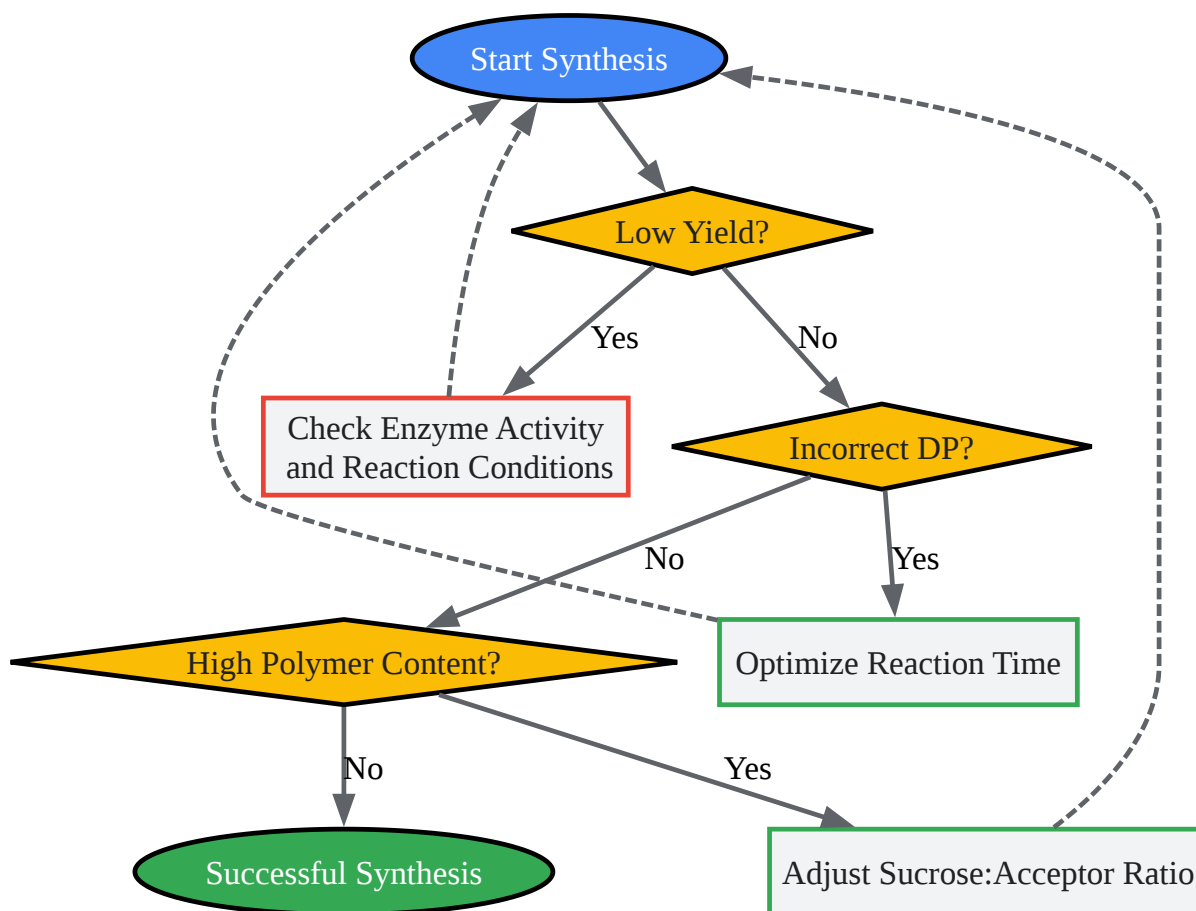 Start Synthesis
Low Yield?
Yes
No
Check Enzyme Activity
and Reaction Conditions
Incorrect DP?
No
Yes
High Polymer Content?
Optimize Reaction Time
No
Yes
Successful Synthesis
Adjust Sucrose:Acceptor Ratio